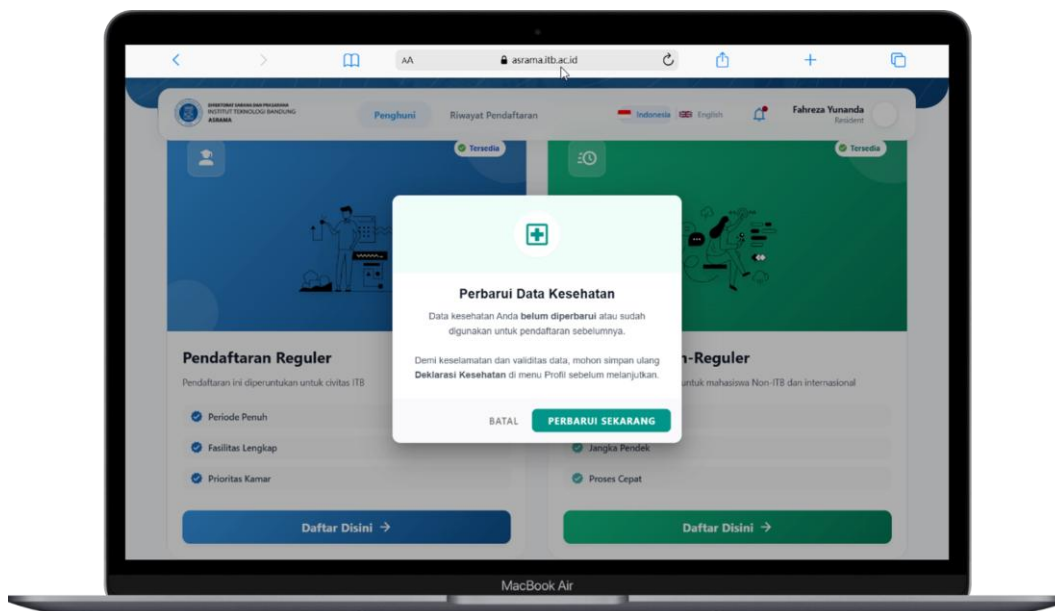 AA
asrama.itb.ac.id
INSTITUT TEKNOLOGI BANDUNG
ASRAMA
Penghuni
Riwayat Pendaftaran
Indonesia
English
Fahreza Yunanda
Resident
Tersedia
Tersedia
Perbarui Data Kesehatan
Data kesehatan Anda belum diperbarui atau sudah
digunakan untuk pendaftaran sebelumnya.
Demi keselamatan dan validitas data, mohon simpan ulang
Deklarasi Kesehatan di menu Profil sebelum melanjutkan.
BATAL
PERBARUI SEKARANG
Pendaftaran Reguler
Pendaftaran ini diperuntukan untuk civitas ITB
Periode Penuh
Fasilitas Lengkap
Prioritas Kamar
Daftar Disini
n-Reguler
untuk mahasiswa Non-ITB dan internasional
Jangka Pendek
Proses Cepat
Daftar Disini
MacBook Air